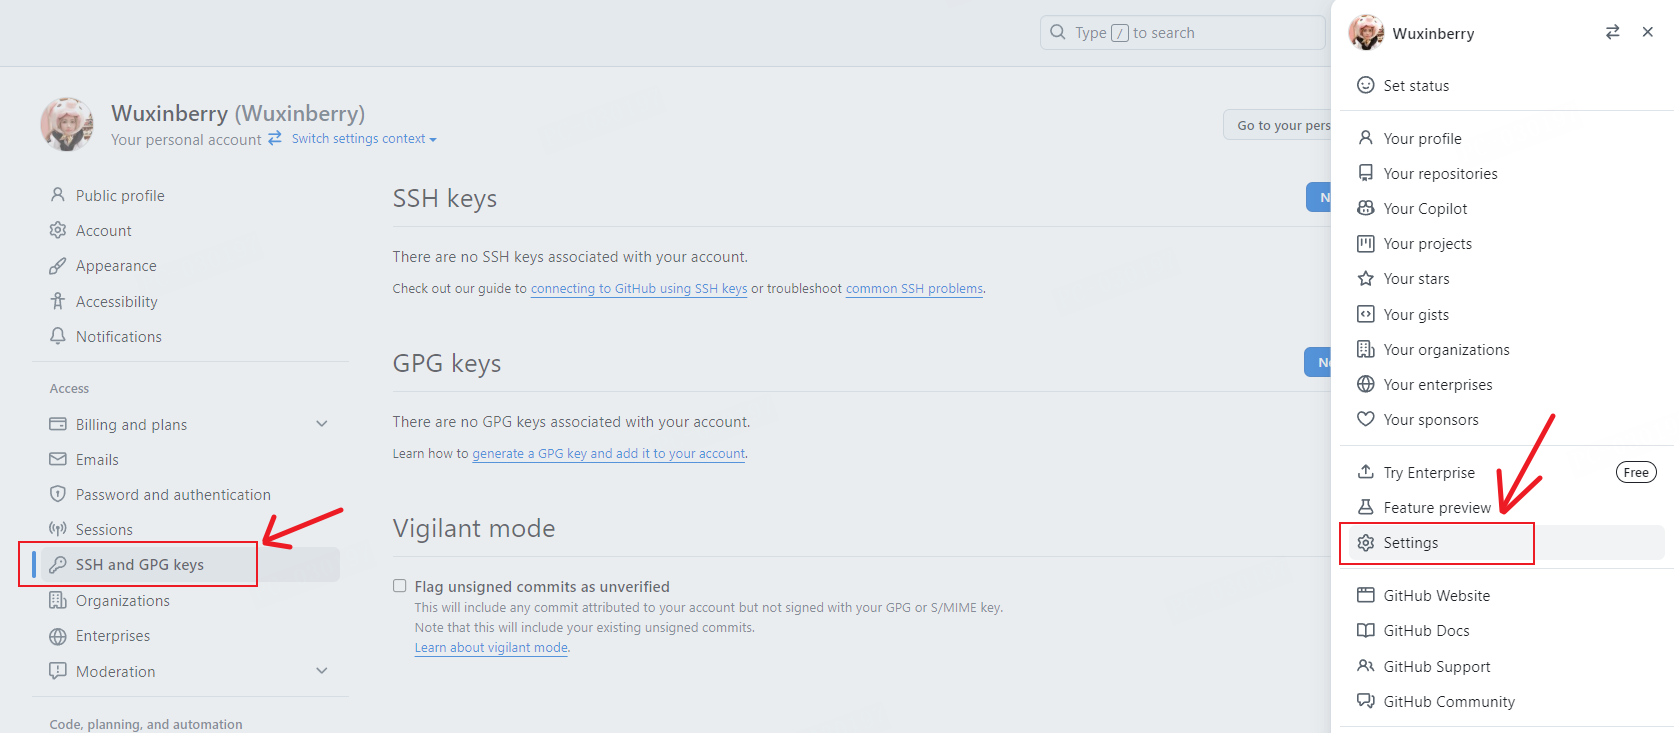 Type / to search
Wuxinberry (Wuxinberry)
Your personal account Switch settings context
Go to your pers
Public profile
Account
Appearance
Accessibility
Notifications
Access
Billing and plans
Emails
Password and authentication
Sessions
SSH and GPG keys
Organizations
Enterprises
Moderation
Code, planning, and automation
SSH keys
N
There are no SSH keys associated with your account.
Check out our guide to connecting to GitHub using SSH keys or troubleshoot common SSH problems.
GPG keys
Ne
There are no GPG keys associated with your account.
Learn how to generate a GPG key and add it to your account.
Vigilant mode
Flag unsigned commits as unverified
This will include any commit attributed to your account but not signed with your GPG or S/MIME key.
Note that this will include your existing unsigned commits.
Learn about vigilant mode.
Wuxinberry
Set status
Your profile
Your repositories
Your Copilot
Your projects
Your stars
Your gists
Your organizations
Your enterprises
Your sponsors
Try Enterprise Free
Feature preview
Settings
GitHub Website
GitHub Docs
GitHub Support
GitHub Community